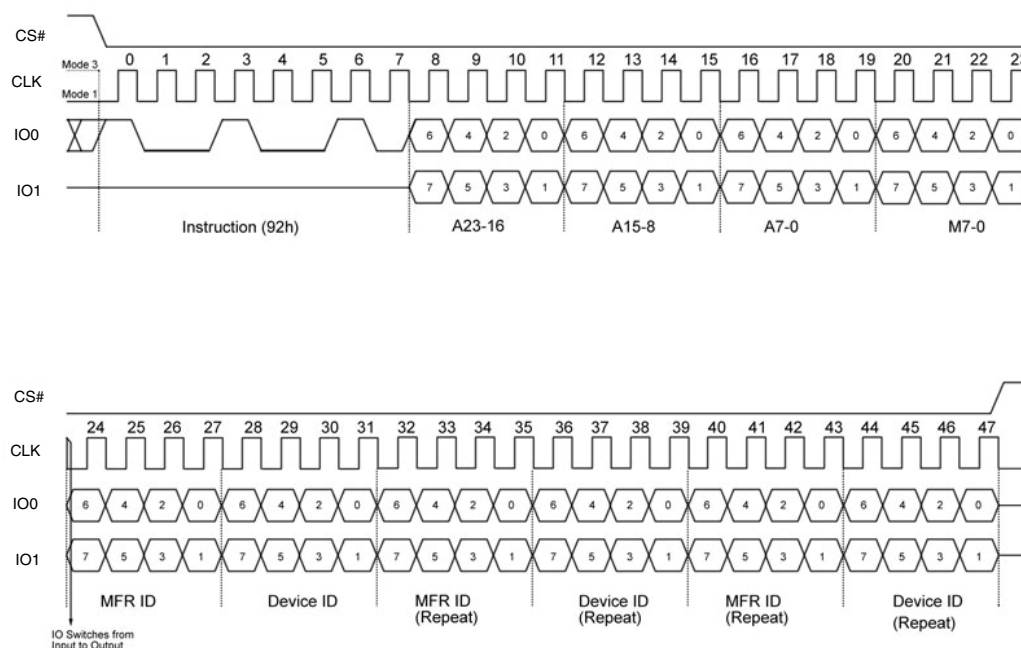 CS#
Mode 3
0 1 2 3 4 5 6 7 8 9 10 11 12 13 14 15 16 17 18 19 20 21 22 23
CLK
Mode 1
IO0
6 4 2 0 6 4 2 0 6 4 2 0 6 4 2 0
IO1
7 5 3 1 7 5 3 1 7 5 3 1 7 5 3 1
Instruction (92h) A23-16 A15-8 A7-0 M7-0
CS#
24 25 26 27 28 29 30 31 32 33 34 35 36 37 38 39 40 41 42 43 44 45 46 47
CLK
IO0
6 4 2 0 6 4 2 0 6 4 2 0 6 4 2 0 6 4 2 0 6 4 2 0
IO1
7 5 3 1 7 5 3 1 7 5 3 1 7 5 3 1 7 5 3 1 7 5 3 1
MFR ID Device ID MFR ID Device ID MFR ID Device ID
(Repeat) (Repeat) (Repeat) (Repeat)
IO Switches from
Input to Output